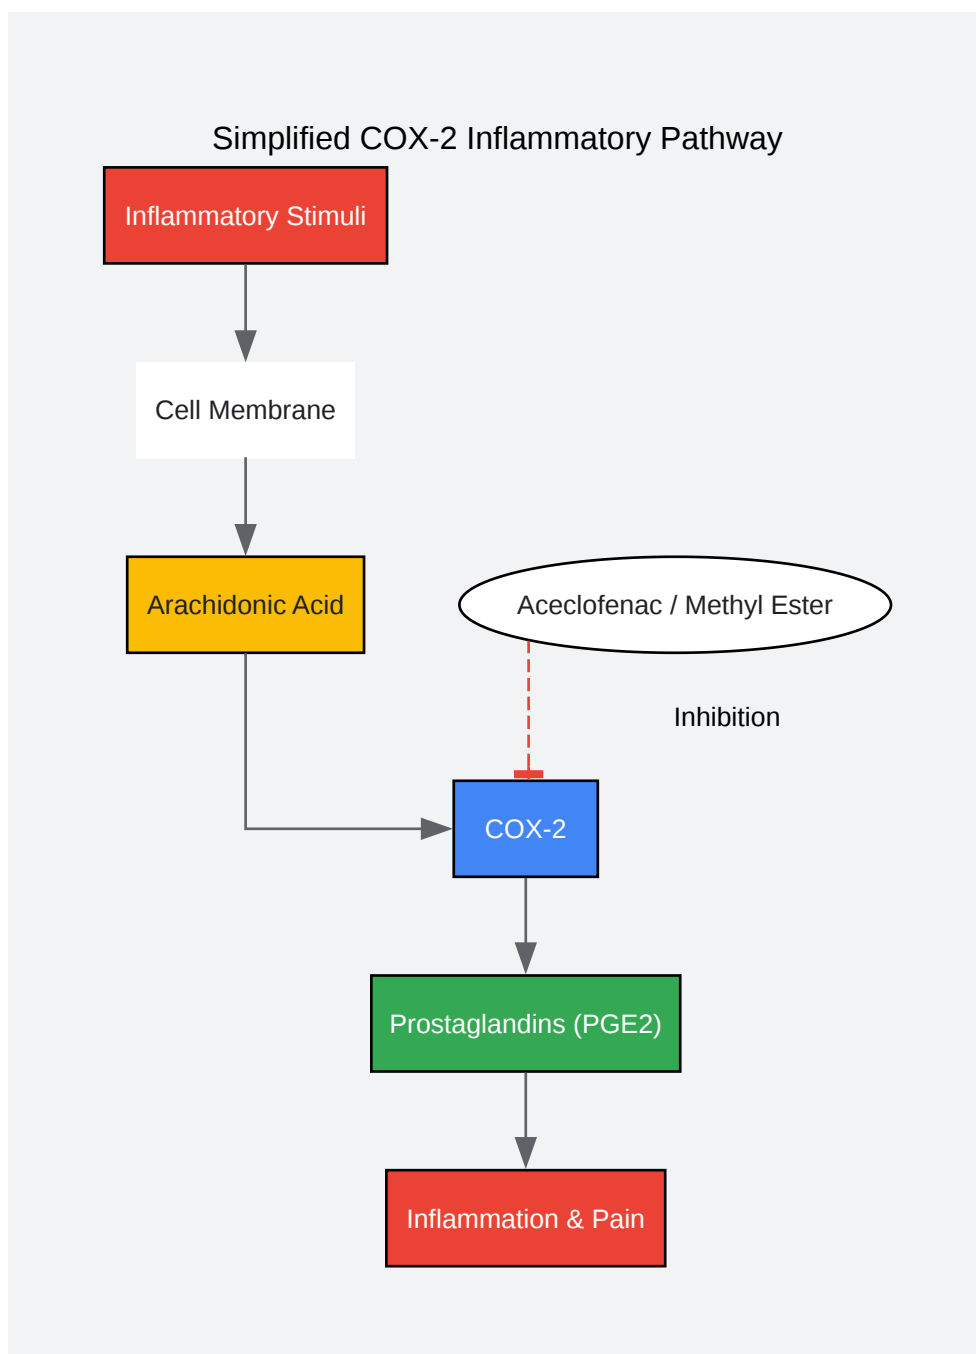 Simplified COX-2 Inflammatory Pathway
Inflammatory Stimuli
Cell Membrane
Arachidonic Acid
Aceclofenac / Methyl Ester
Inhibition
COX-2
Prostaglandins (PGE2)
Inflammation & Pain